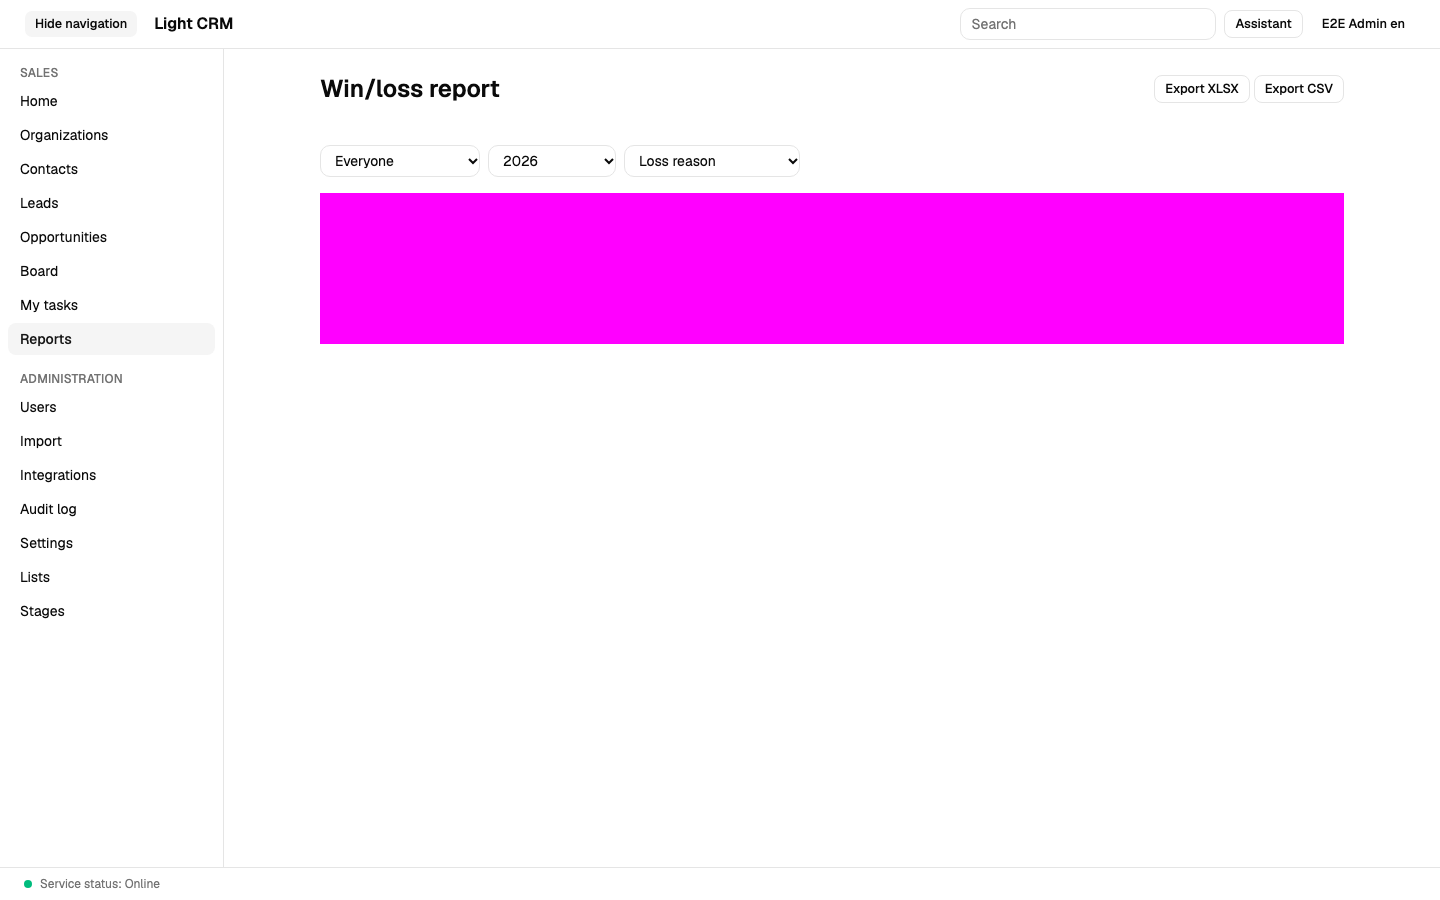 Hide navigation
Light CRM
Search
Assistant
E2E Admin en
SALES
Home
Organizations
Contacts
Leads
Opportunities
Board
My tasks
Reports
ADMINISTRATION
Users
Import
Integrations
Audit log
Settings
Lists
Stages
Win/loss report
Export XLSX
Export CSV
Everyone
2026
Loss reason
Service status: Online